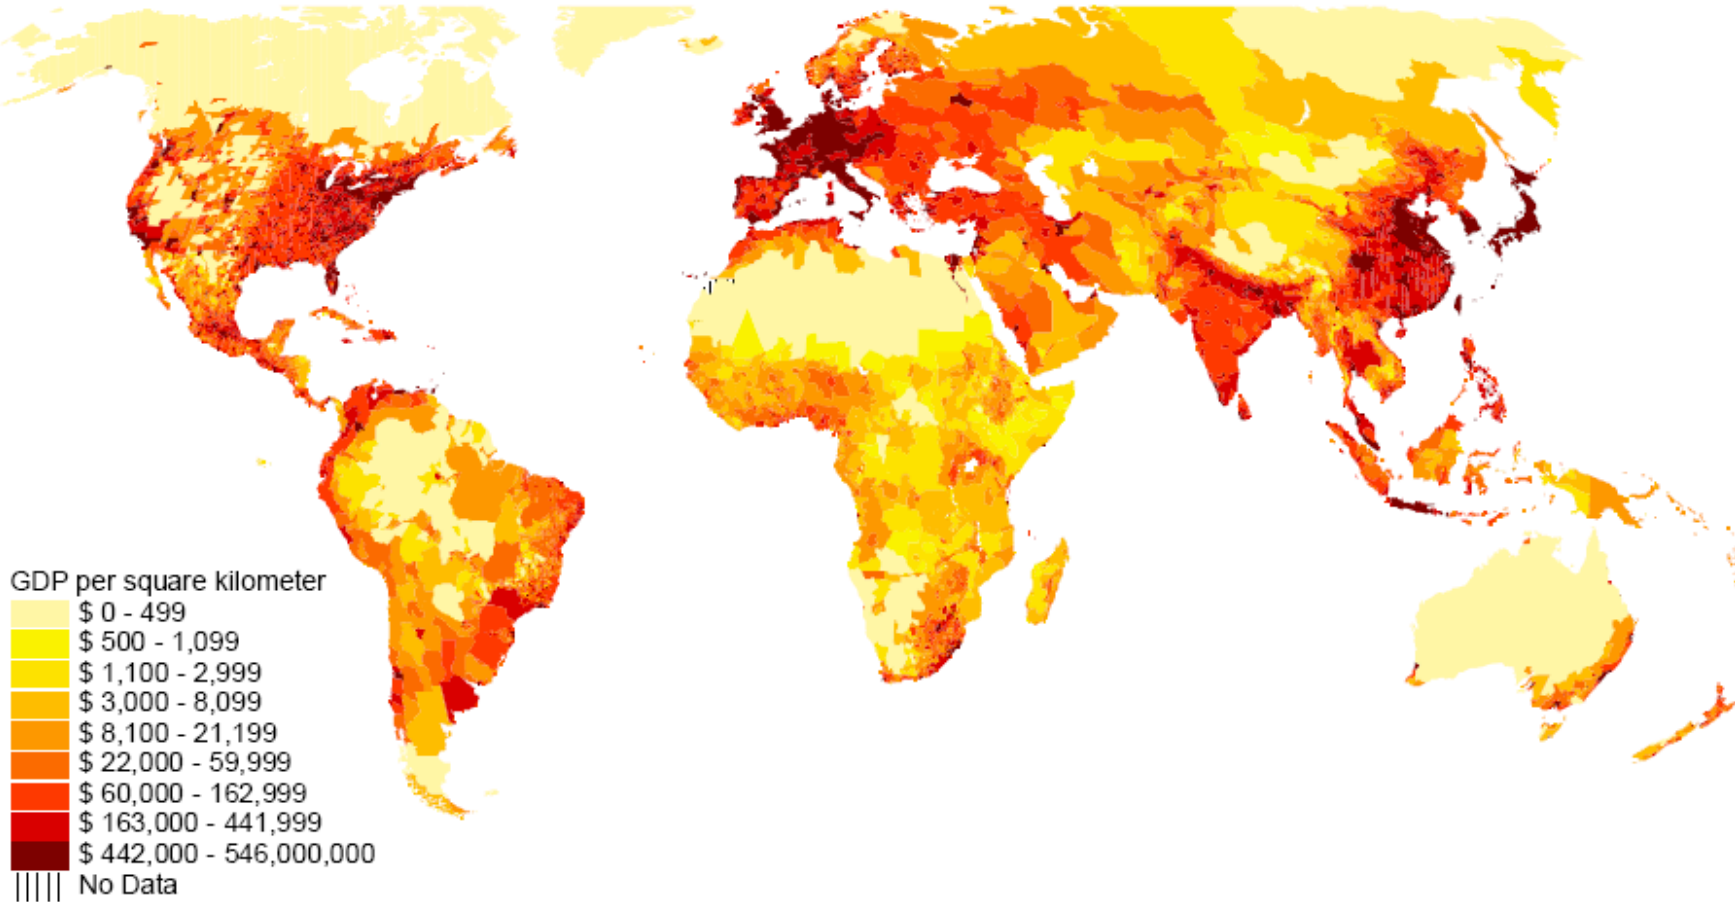 GDP per square kilometer
$ 0 - 499
$ 500 - 1,099
$ 1,100 - 2,999
$ 3,000 - 8,099
$ 8,100 - 21,199
$ 22,000 - 59,999
$ 60,000 - 162,999
$ 163,000 - 441,999
$ 442,000 - 546,000,000
No Data